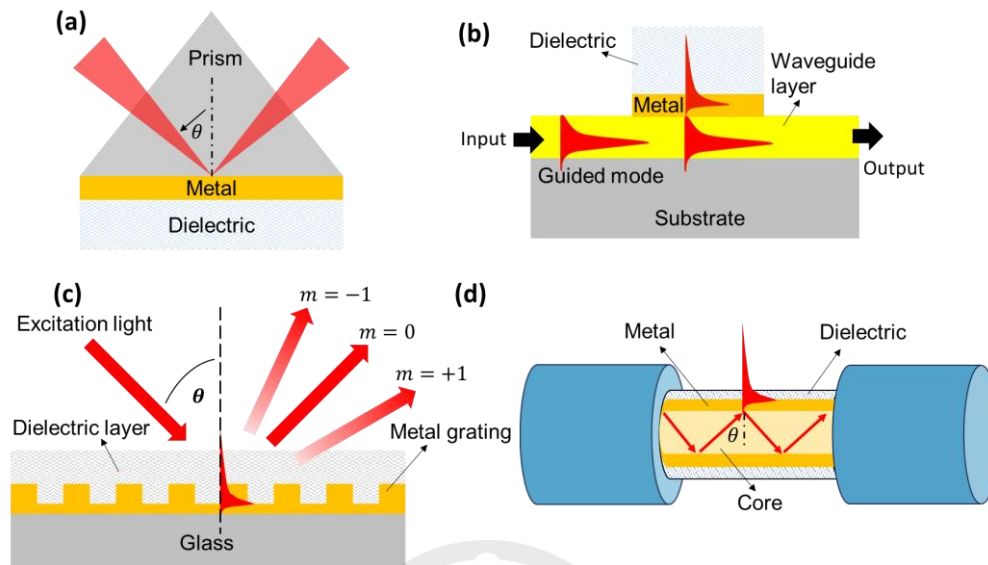 (a)
Prism
θ
Metal
Dielectric
(b)
Dielectric
Waveguide
layer
Metal
Input
Guided mode
Output
Substrate
(c)
Excitation light
θ
m = −1
m = 0
m = +1
Dielectric layer
Metal grating
Glass
(d)
Metal
Dielectric
θ
Core